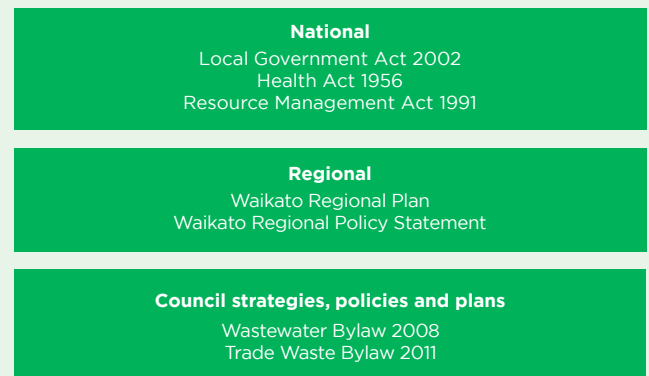 National
Local Government Act 2002
Health Act 1956
Resource Management Act 1991
Regional
Waikato Regional Plan
Waikato Regional Policy Statement
Council strategies, policies and plans
Wastewater Bylaw 2008
Trade Waste Bylaw 2011